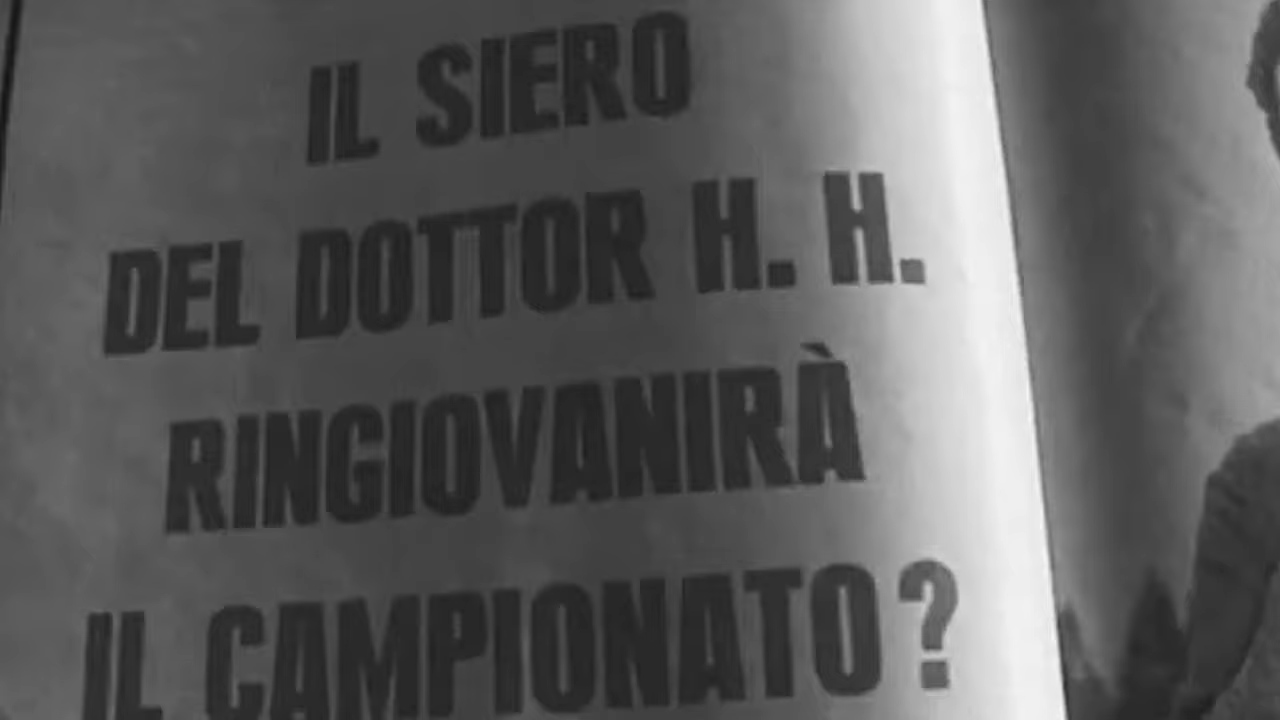 IL SIERO
DEL DOTTOR H. H.
RINGIOVANIRÀ
IL CAMPIONATO?